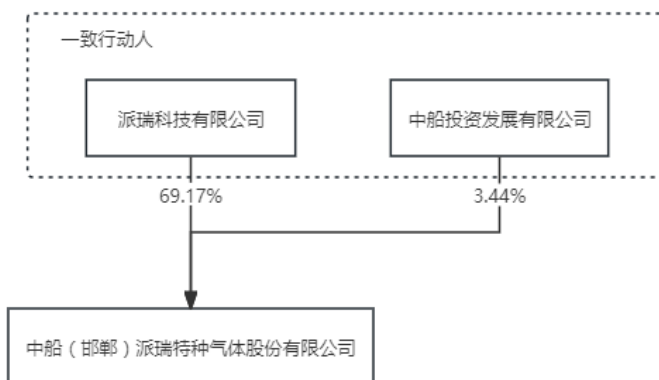 一致行动人
派瑞科技有限公司
中船投资发展有限公司
69.17%
3.44%
中船（邯郸）派瑞特种气体股份有限公司